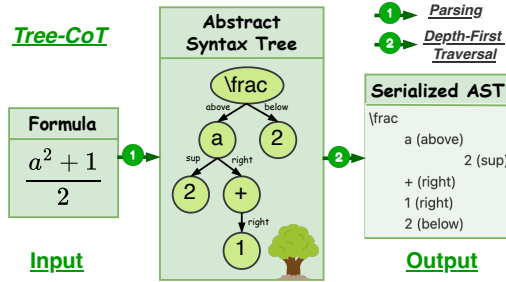 Tree-CoT
Abstract
Syntax Tree
1 Parsing
2 Depth-First
Traversal
Formula
a² + 1
2
1
\frac
above below
a 2
sup right
2 +
right
1
2
Serialized AST
\frac
a (above)
2 (sup)
+ (right)
1 (right)
2 (below)
Input
Output